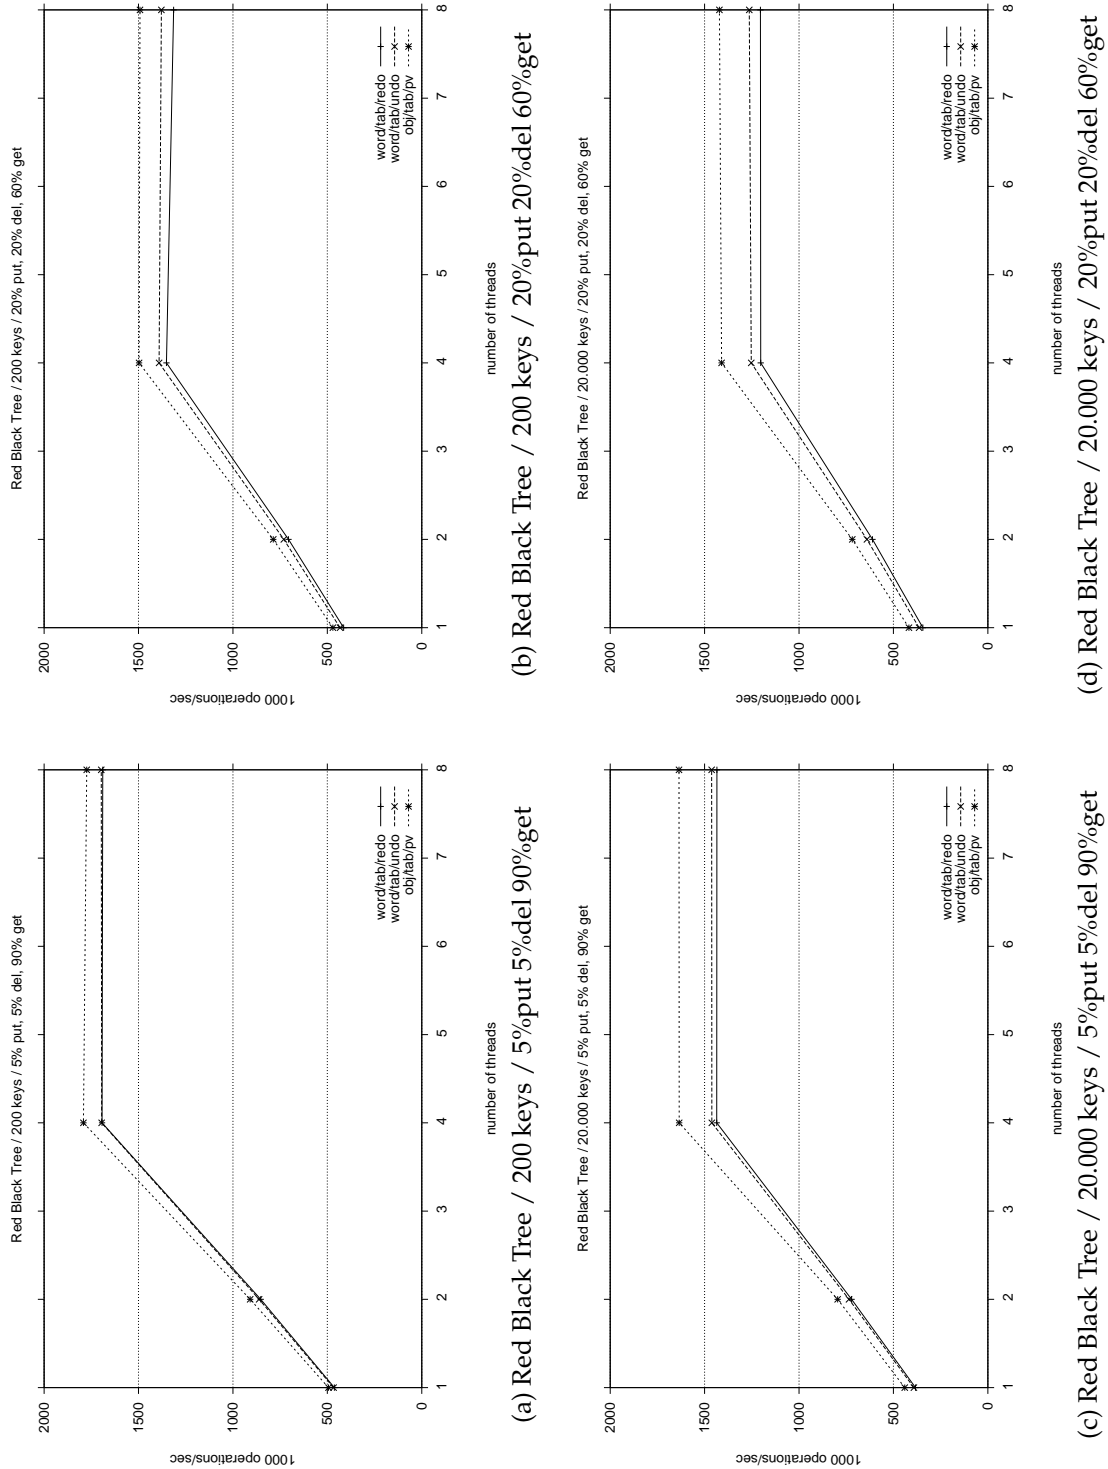 Red Black Tree / 200 keys / 5% put, 5% del, 90% get
2000
1500
1000
500
0
1000 operations/sec
1
2
3
4
5
6
7
8
number of threads
word/tab/redo
word/tab/undo
obj/tab/pv
(a) Red Black Tree / 200 keys / 5%put 5%del 90%get
Red Black Tree / 200 keys / 20% put, 20% del, 60% get
2000
1500
1000
500
0
1000 operations/sec
1
2
3
4
5
6
7
8
number of threads
word/tab/redo
word/tab/undo
obj/tab/pv
(b) Red Black Tree / 200 keys / 20%put 20%del 60%get
Red Black Tree / 20.000 keys / 5% put, 5% del, 90% get
2000
1500
1000
500
0
1000 operations/sec
1
2
3
4
5
6
7
8
number of threads
word/tab/redo
word/tab/undo
obj/tab/pv
(c) Red Black Tree / 20.000 keys / 5%put 5%del 90%get
Red Black Tree / 20.000 keys / 20% put, 20% del, 60% get
2000
1500
1000
500
0
1000 operations/sec
1
2
3
4
5
6
7
8
number of threads
word/tab/redo
word/tab/undo
obj/tab/pv
(d) Red Black Tree / 20.000 keys / 20%put 20%del 60%get